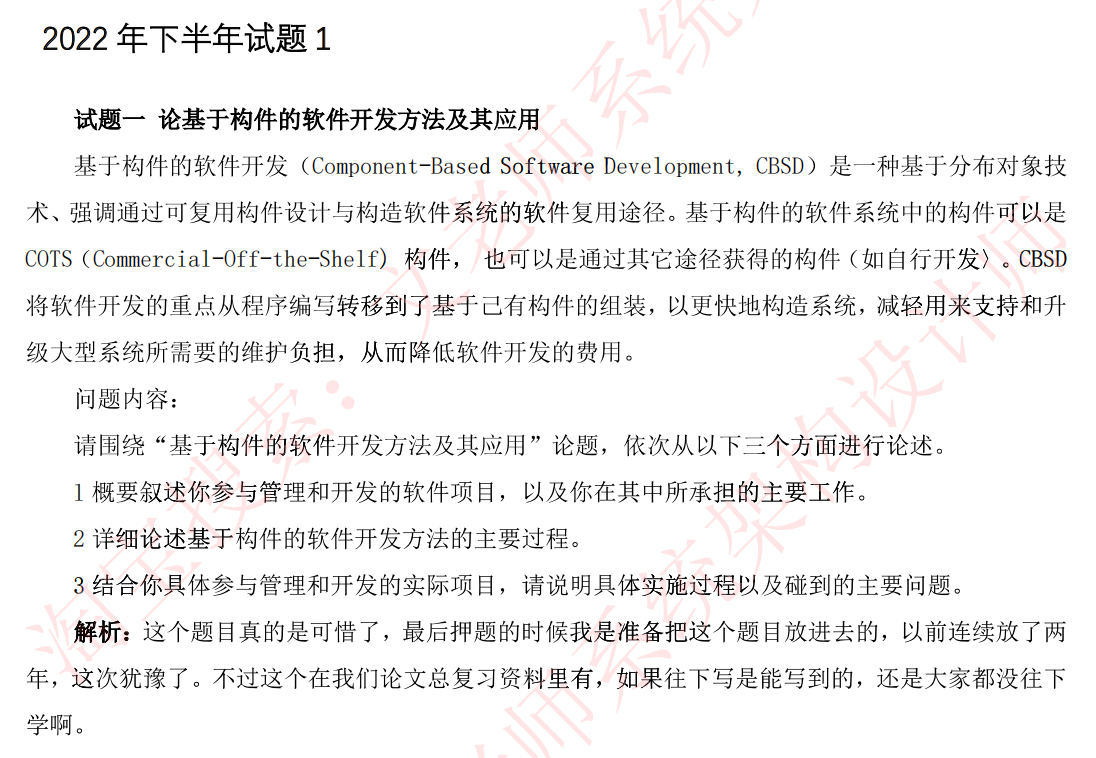 2022 年下半年试题 1
试题一 论基于构件的软件开发方法及其应用
基于构件的软件开发（Component-Based Software Development, CBSD）是一种基于分布对象技
术、强调通过可复用构件设计与构造软件系统的软件复用途径。基于构件的软件系统中的构件可以是
COTS（Commercial-Off-the-Shelf) 构件， 也可以是通过其它途径获得的构件（如自行开发〉。CBSD
将软件开发的重点从程序编写转移到了基于己有构件的组装，以更快地构造系统，减轻用来支持和升
级大型系统所需要的维护负担，从而降低软件开发的费用。
问题内容：
请围绕“基于构件的软件开发方法及其应用”论题，依次从以下三个方面进行论述。
1 概要叙述你参与管理和开发的软件项目，以及你在其中所承担的主要工作。
2 详细论述基于构件的软件开发方法的主要过程。
3 结合你具体参与管理和开发的实际项目，请说明具体实施过程以及碰到的主要问题。
解析：这个题目真的是可惜了，最后押题的时候我是准备把这个题目放进去的，以前连续放了两
年，这次犹豫了。不过这个在我们论文总复习资料里有，如果往下写是能写到的，还是大家都没往下
学啊。
淘宝搜索：文老师系统
老师系统架构设计师